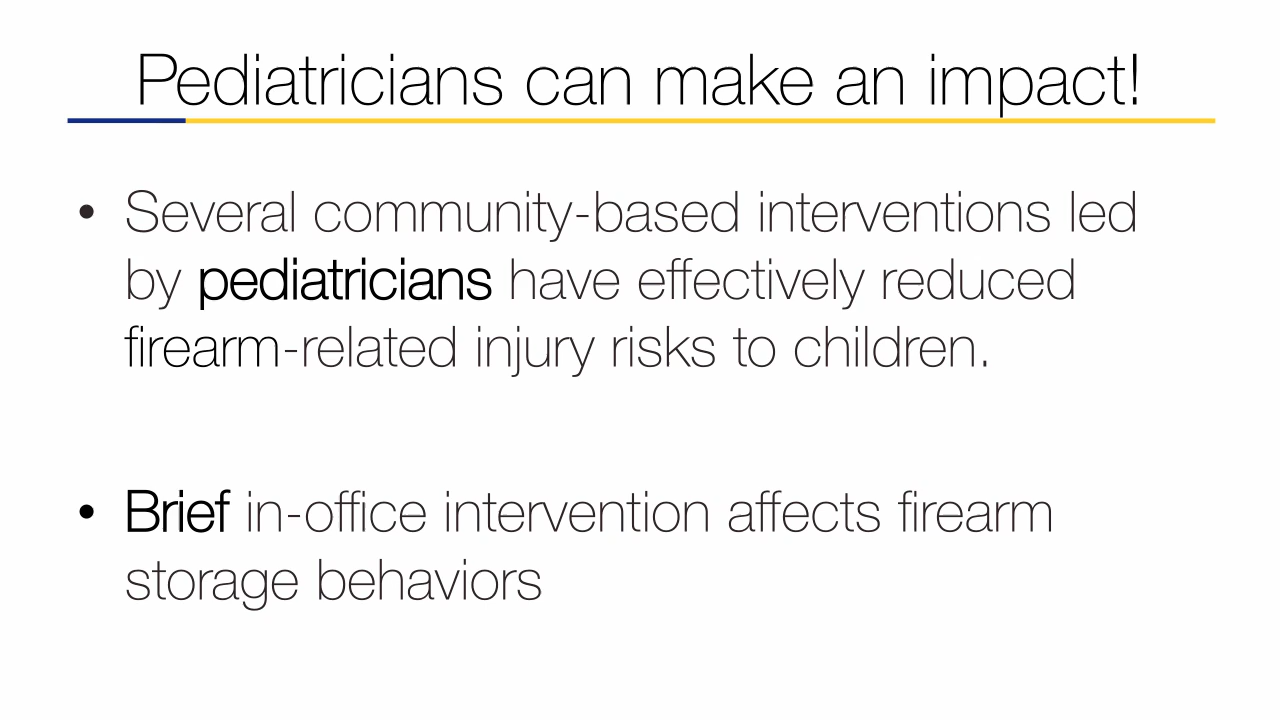 Pediatricians can make an impact!
• Several community-based interventions led
by pediatricians have effectively reduced
firearm-related injury risks to children.
• Brief in-office intervention affects firearm
storage behaviors